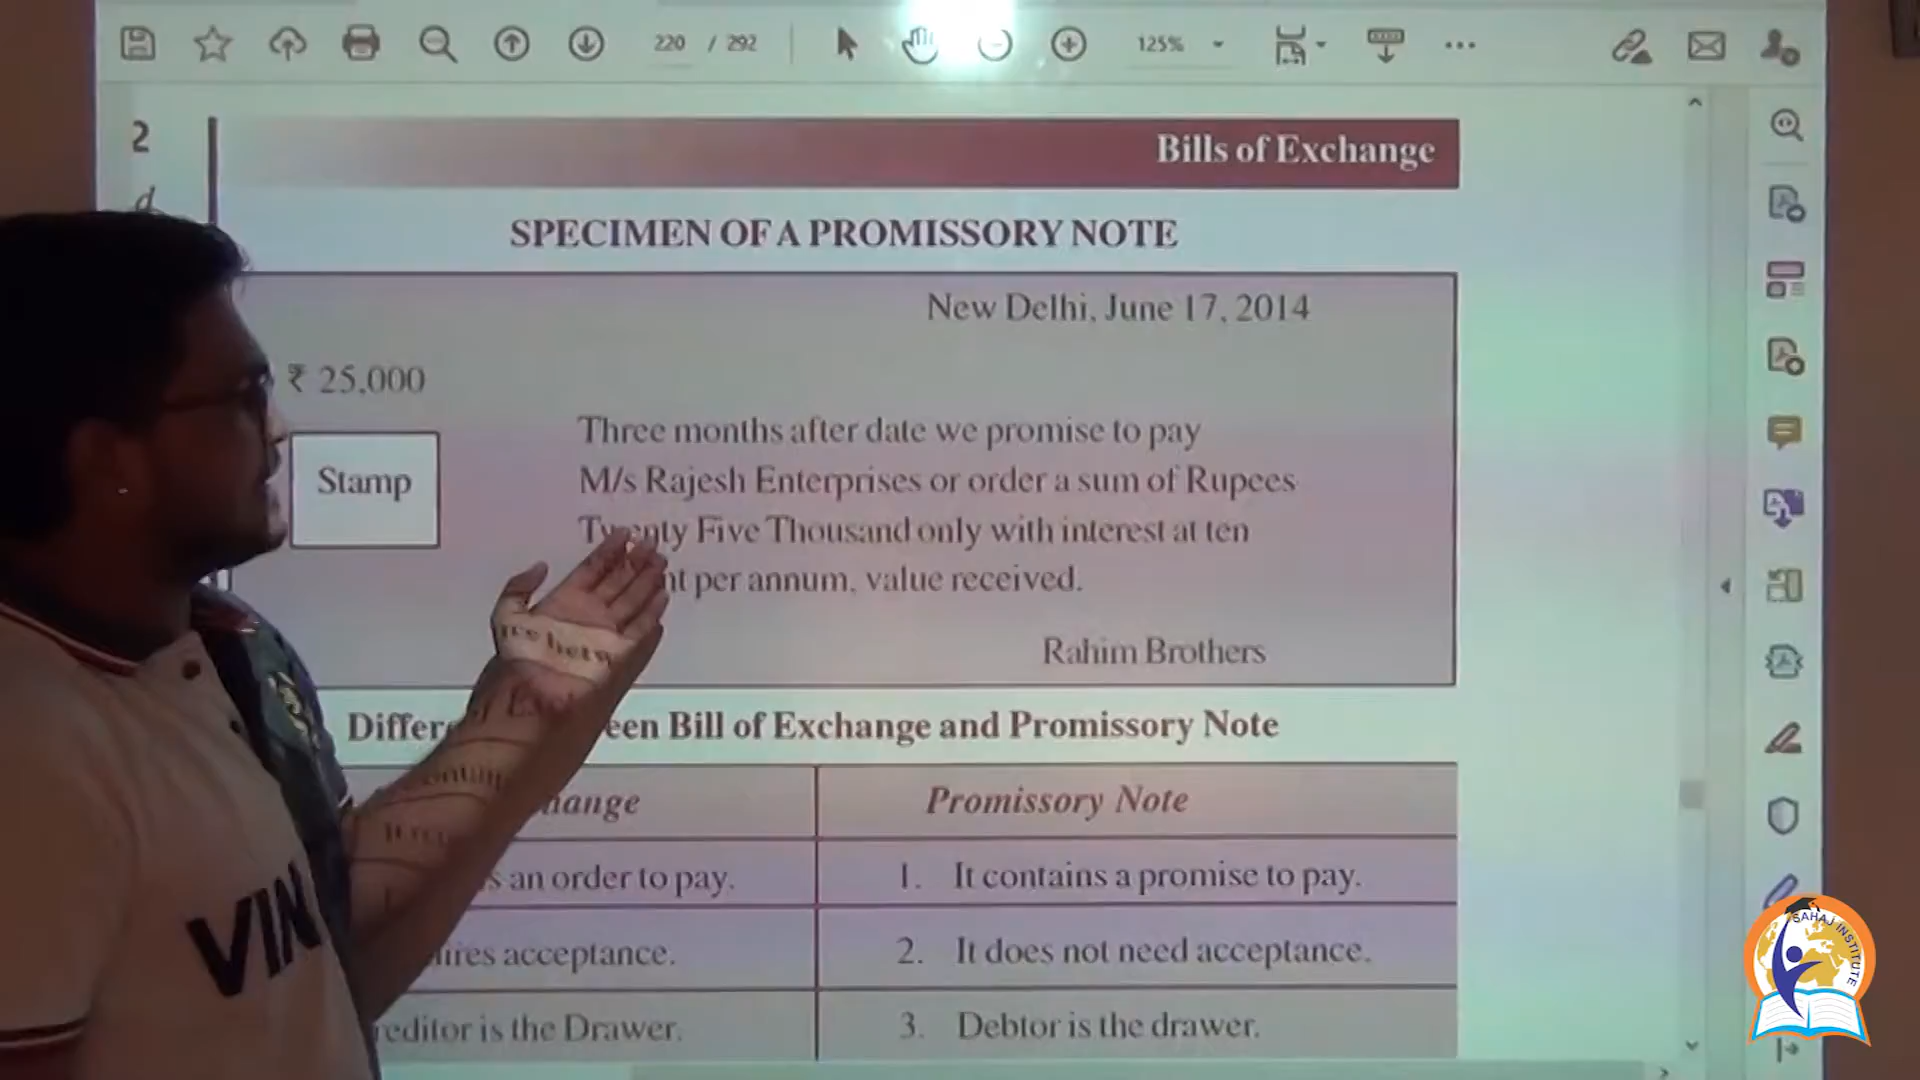 220 / 292
125%
2
Bills of Exchange
SPECIMEN OF A PROMISSORY NOTE
New Delhi, June 17, 2014
₹ 25,000
Stamp
Three months after date we promise to pay
M/s Rajesh Enterprises or order a sum of Rupees
Twenty Five Thousand only with interest at ten
per annum, value received.
Rahim Brothers
Bill of Exchange and Promissory Note
Promissory Note
an order to pay.
1. It contains a promise to pay.
acceptance.
2. It does not need acceptance.
is the Drawer.
3. Debtor is the drawer.
VIN
SAHAJ INSTITUTE